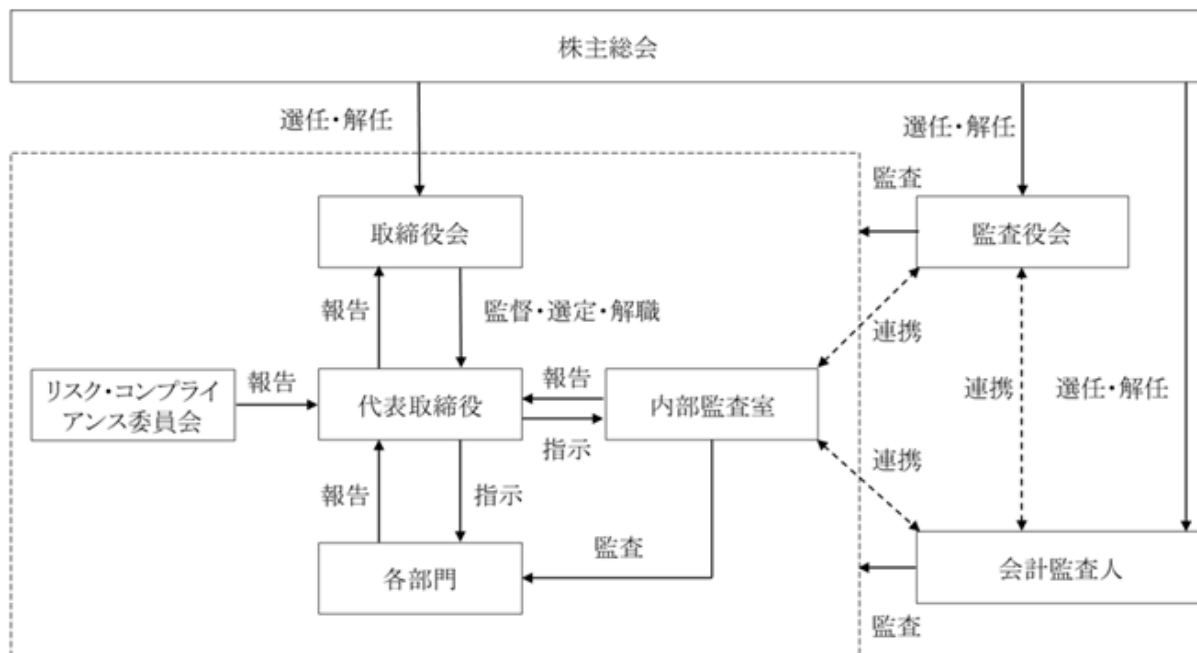 株主総会
選任・解任
選任・解任
監査
取締役会
監査役会
報告
監督・選定・解職
連携
リスク・コンプライ
アンス委員会
報告
代表取締役
報告
指示
内部監査室
連携
選任・解任
連携
報告
指示
監査
各部門
会計監査人
監査